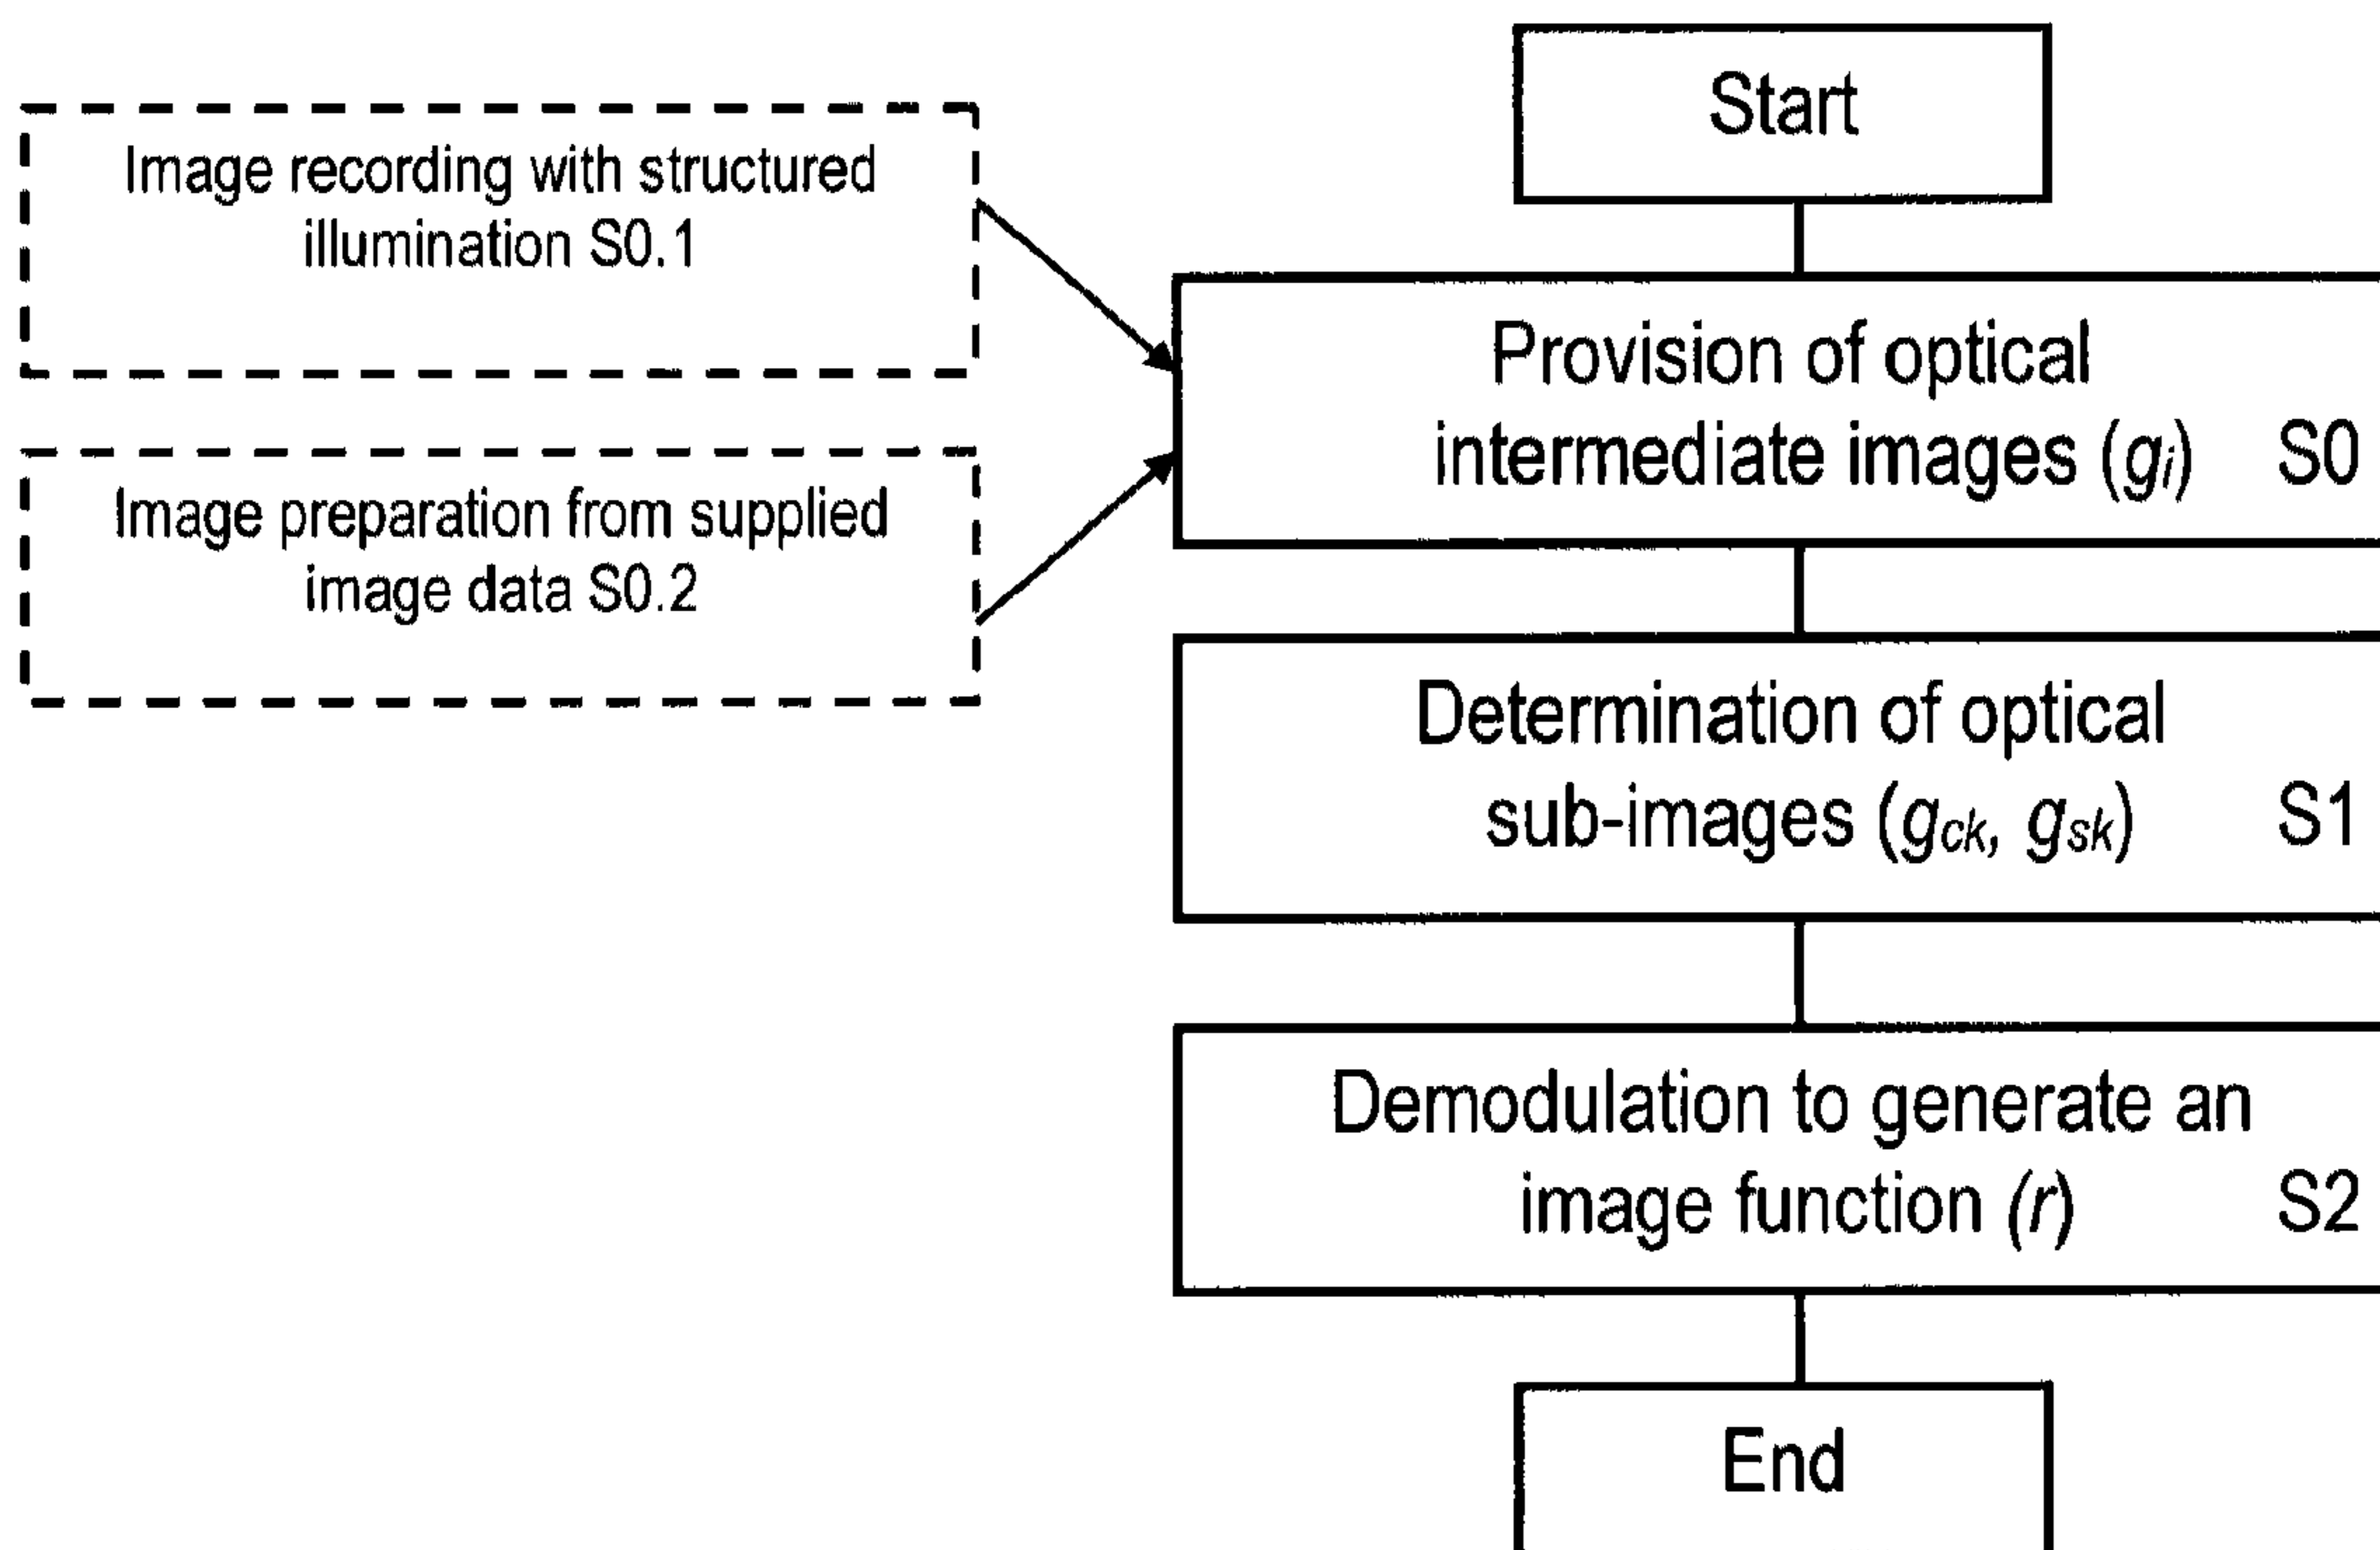 Start
Image recording with structured
illumination S0.1
Provision of optical
intermediate images (gi) S0
Image preparation from supplied
image data S0.2
Determination of optical
sub-images (gck, gsk) S1
Demodulation to generate an
image function (r) S2
End